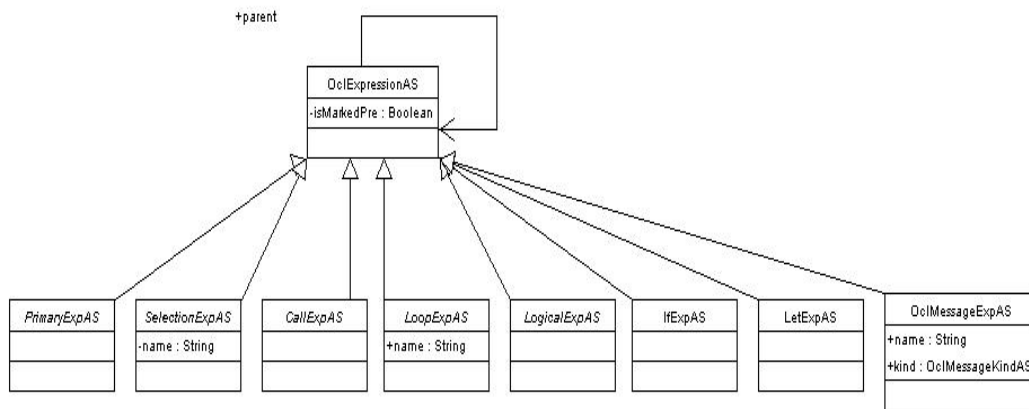 +parent
OclExpressionAS
-isMarkedPre : Boolean
PrimaryExpAS
SelectionExpAS
-name : String
CallExpAS
LoopExpAS
+name : String
LogicalExpAS
IfExpAS
LetExpAS
OclMessageExpAS
+name : String
+kind : OclMessageKindAS